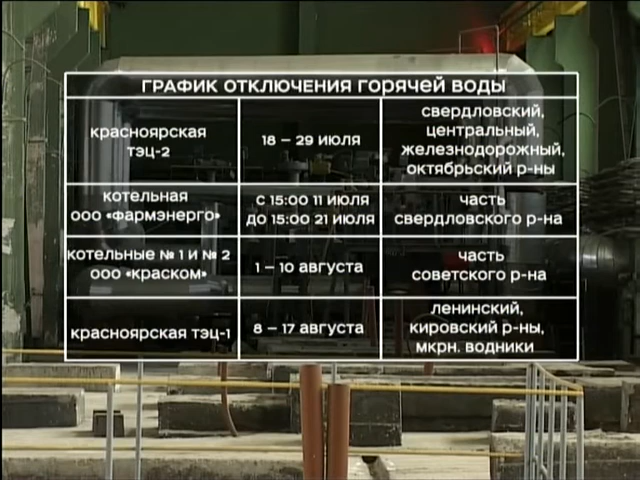 ГРАФИК ОТКЛЮЧЕНИЯ ГОРЯЧЕЙ ВОДЫ
красноярская
тэц-2
18 – 29 июля
свердловский,
центральный,
железнодорожный,
октябрьский р-ны
котельная
ооо «фармэнерго»
с 15:00 11 июля
до 15:00 21 июля
часть
свердловского р-на
котельные № 1 и № 2
ооо «краском»
1 – 10 августа
часть
советского р-на
красноярская тэц-1
8 – 17 августа
ленинский,
кировский р-ны,
мкрн. водники